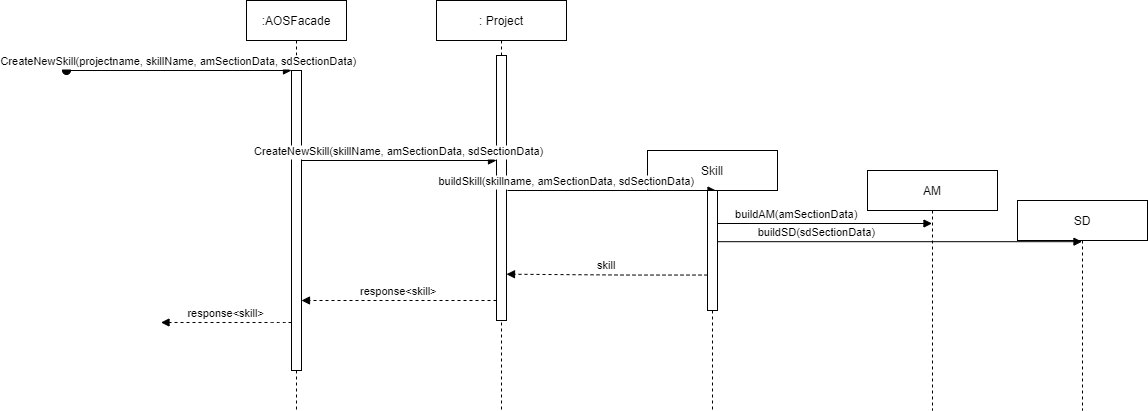 :AOSFacade
: Project
CreateNewSkill(projectname, skillName, amSectionData, sdSectionData)
CreateNewSkill(skillName, amSectionData, sdSectionData)
Skill
buildSkill(skillname, amSectionData, sdSectionData)
AM
buildAM(amSectionData)
SD
buildSD(sdSectionData)
skill
response<skill>
response<skill>